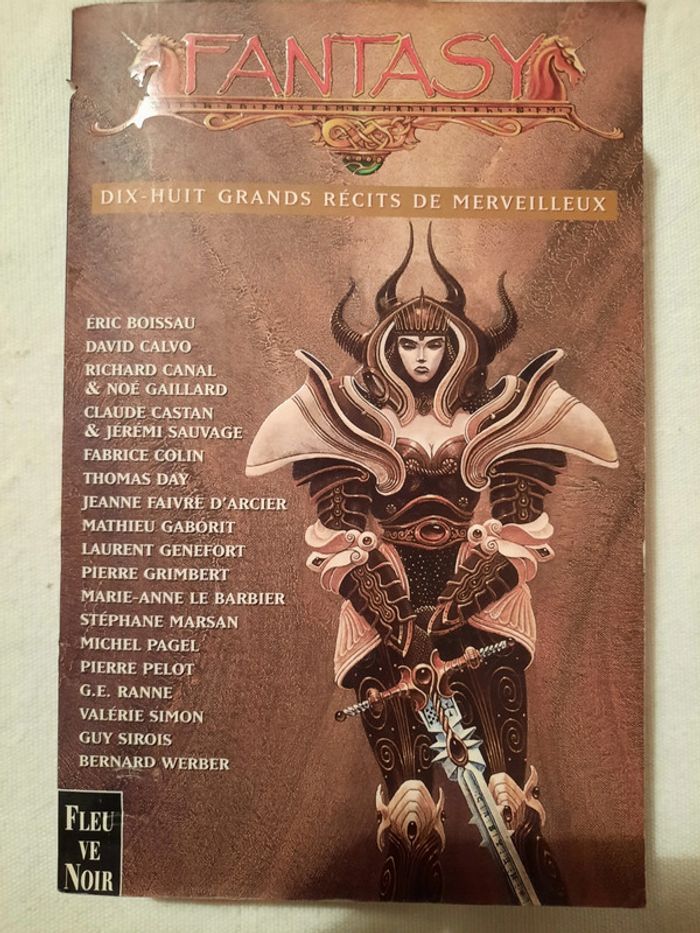 FANTASY
DIX-HUIT GRANDS RÉCITS DE MERVEILLEUX
ÉRIC BOISSAU
DAVID CALVO
RICHARD CANAL
& NOÉ GAILLARD
CLAUDE CASTAN
& JÉRÉMI SAUVAGE
FABRICE COLIN
THOMAS DAY
JEANNE FAIVRE D'ARCIER
MATHIEU GABORIT
LAURENT GENEFORT
PIERRE GRIMBERT
MARIE-ANNE LE BARBIER
STÉPHANE MARSAN
MICHEL PAGEL
PIERRE PELOT
G.E. RANNE
VALÉRIE SIMON
GUY SIROIS
BERNARD WERBER
FLEU
VE
NOIR